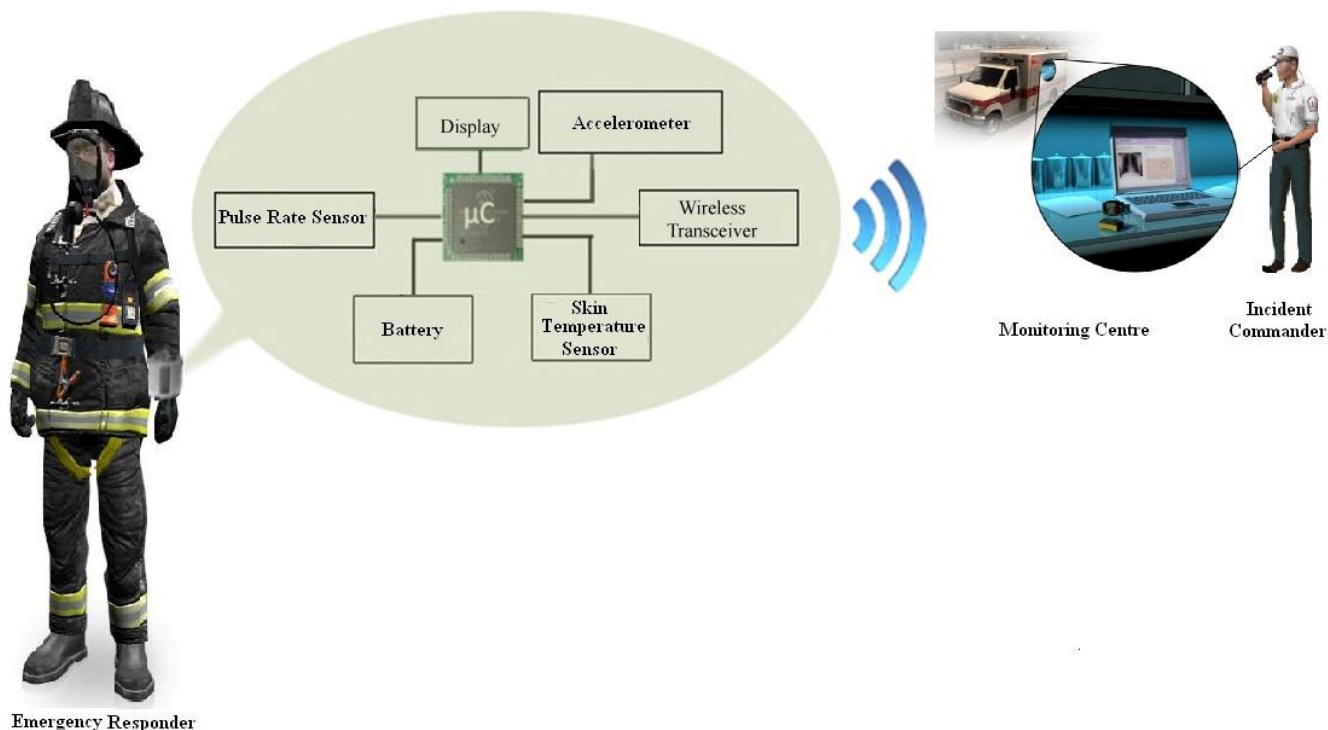 Display
Accelerometer
Pulse Rate Sensor
µC
Wireless
Transceiver
Battery
Skin
Temperature
Sensor
Monitoring Centre
Incident
Commander
Emergency Responder